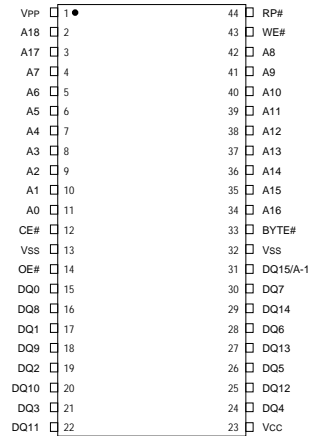 VPP 1 44 RP#
A18 2 43 WE#
A17 3 42 A8
A7 4 41 A9
A6 5 40 A10
A5 6 39 A11
A4 7 38 A12
A3 8 37 A13
A2 9 36 A14
A1 10 35 A15
A0 11 34 A16
CE# 12 33 BYTE#
VSS 13 32 VSS
OE# 14 31 DQ15/A-1
DQ0 15 30 DQ7
DQ8 16 29 DQ14
DQ1 17 28 DQ6
DQ9 18 27 DQ13
DQ2 19 26 DQ5
DQ10 20 25 DQ12
DQ3 21 24 DQ4
DQ11 22 23 VCC